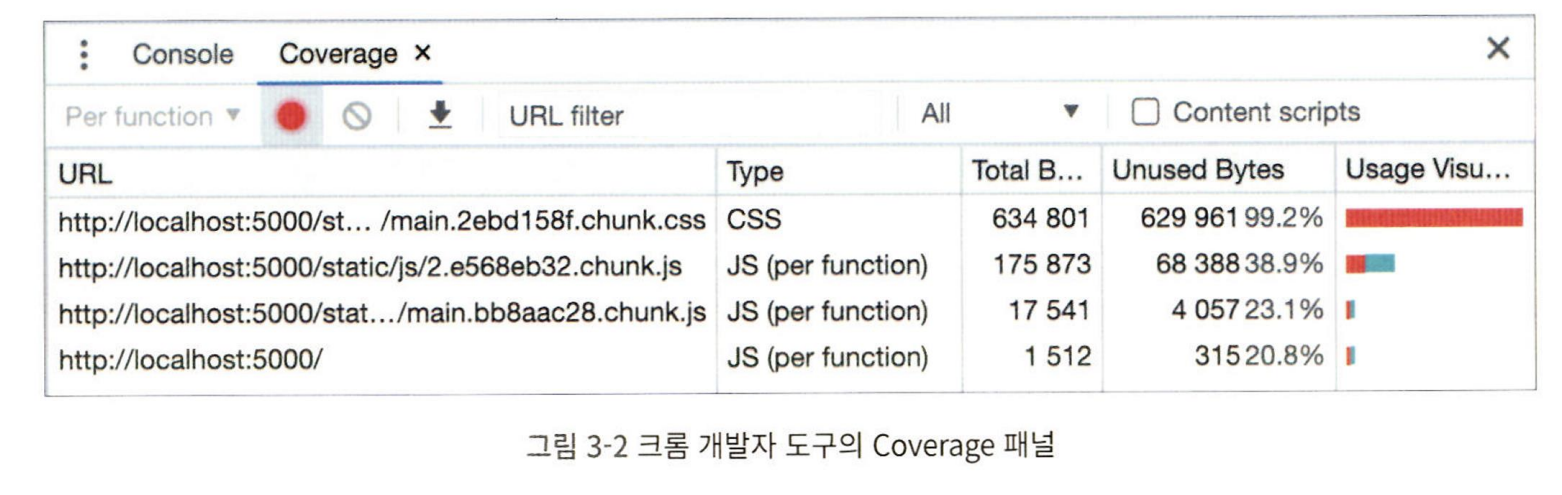 Console Coverage ×
Per function ▼ URL filter All ▼ Content scripts
URL Type Total B... Unused Bytes Usage Visu...
http://localhost:5000/st... /main.2ebd158f.chunk.css CSS 634 801 629 961 99.2%
http://localhost:5000/static/js/2.e568eb32.chunk.js JS (per function) 175 873 68 388 38.9%
http://localhost:5000/stat.../main.bb8aac28.chunk.js JS (per function) 17 541 4 057 23.1%
http://localhost:5000/ JS (per function) 1 512 315 20.8%
그림 3-2 크롬 개발자 도구의 Coverage 패널